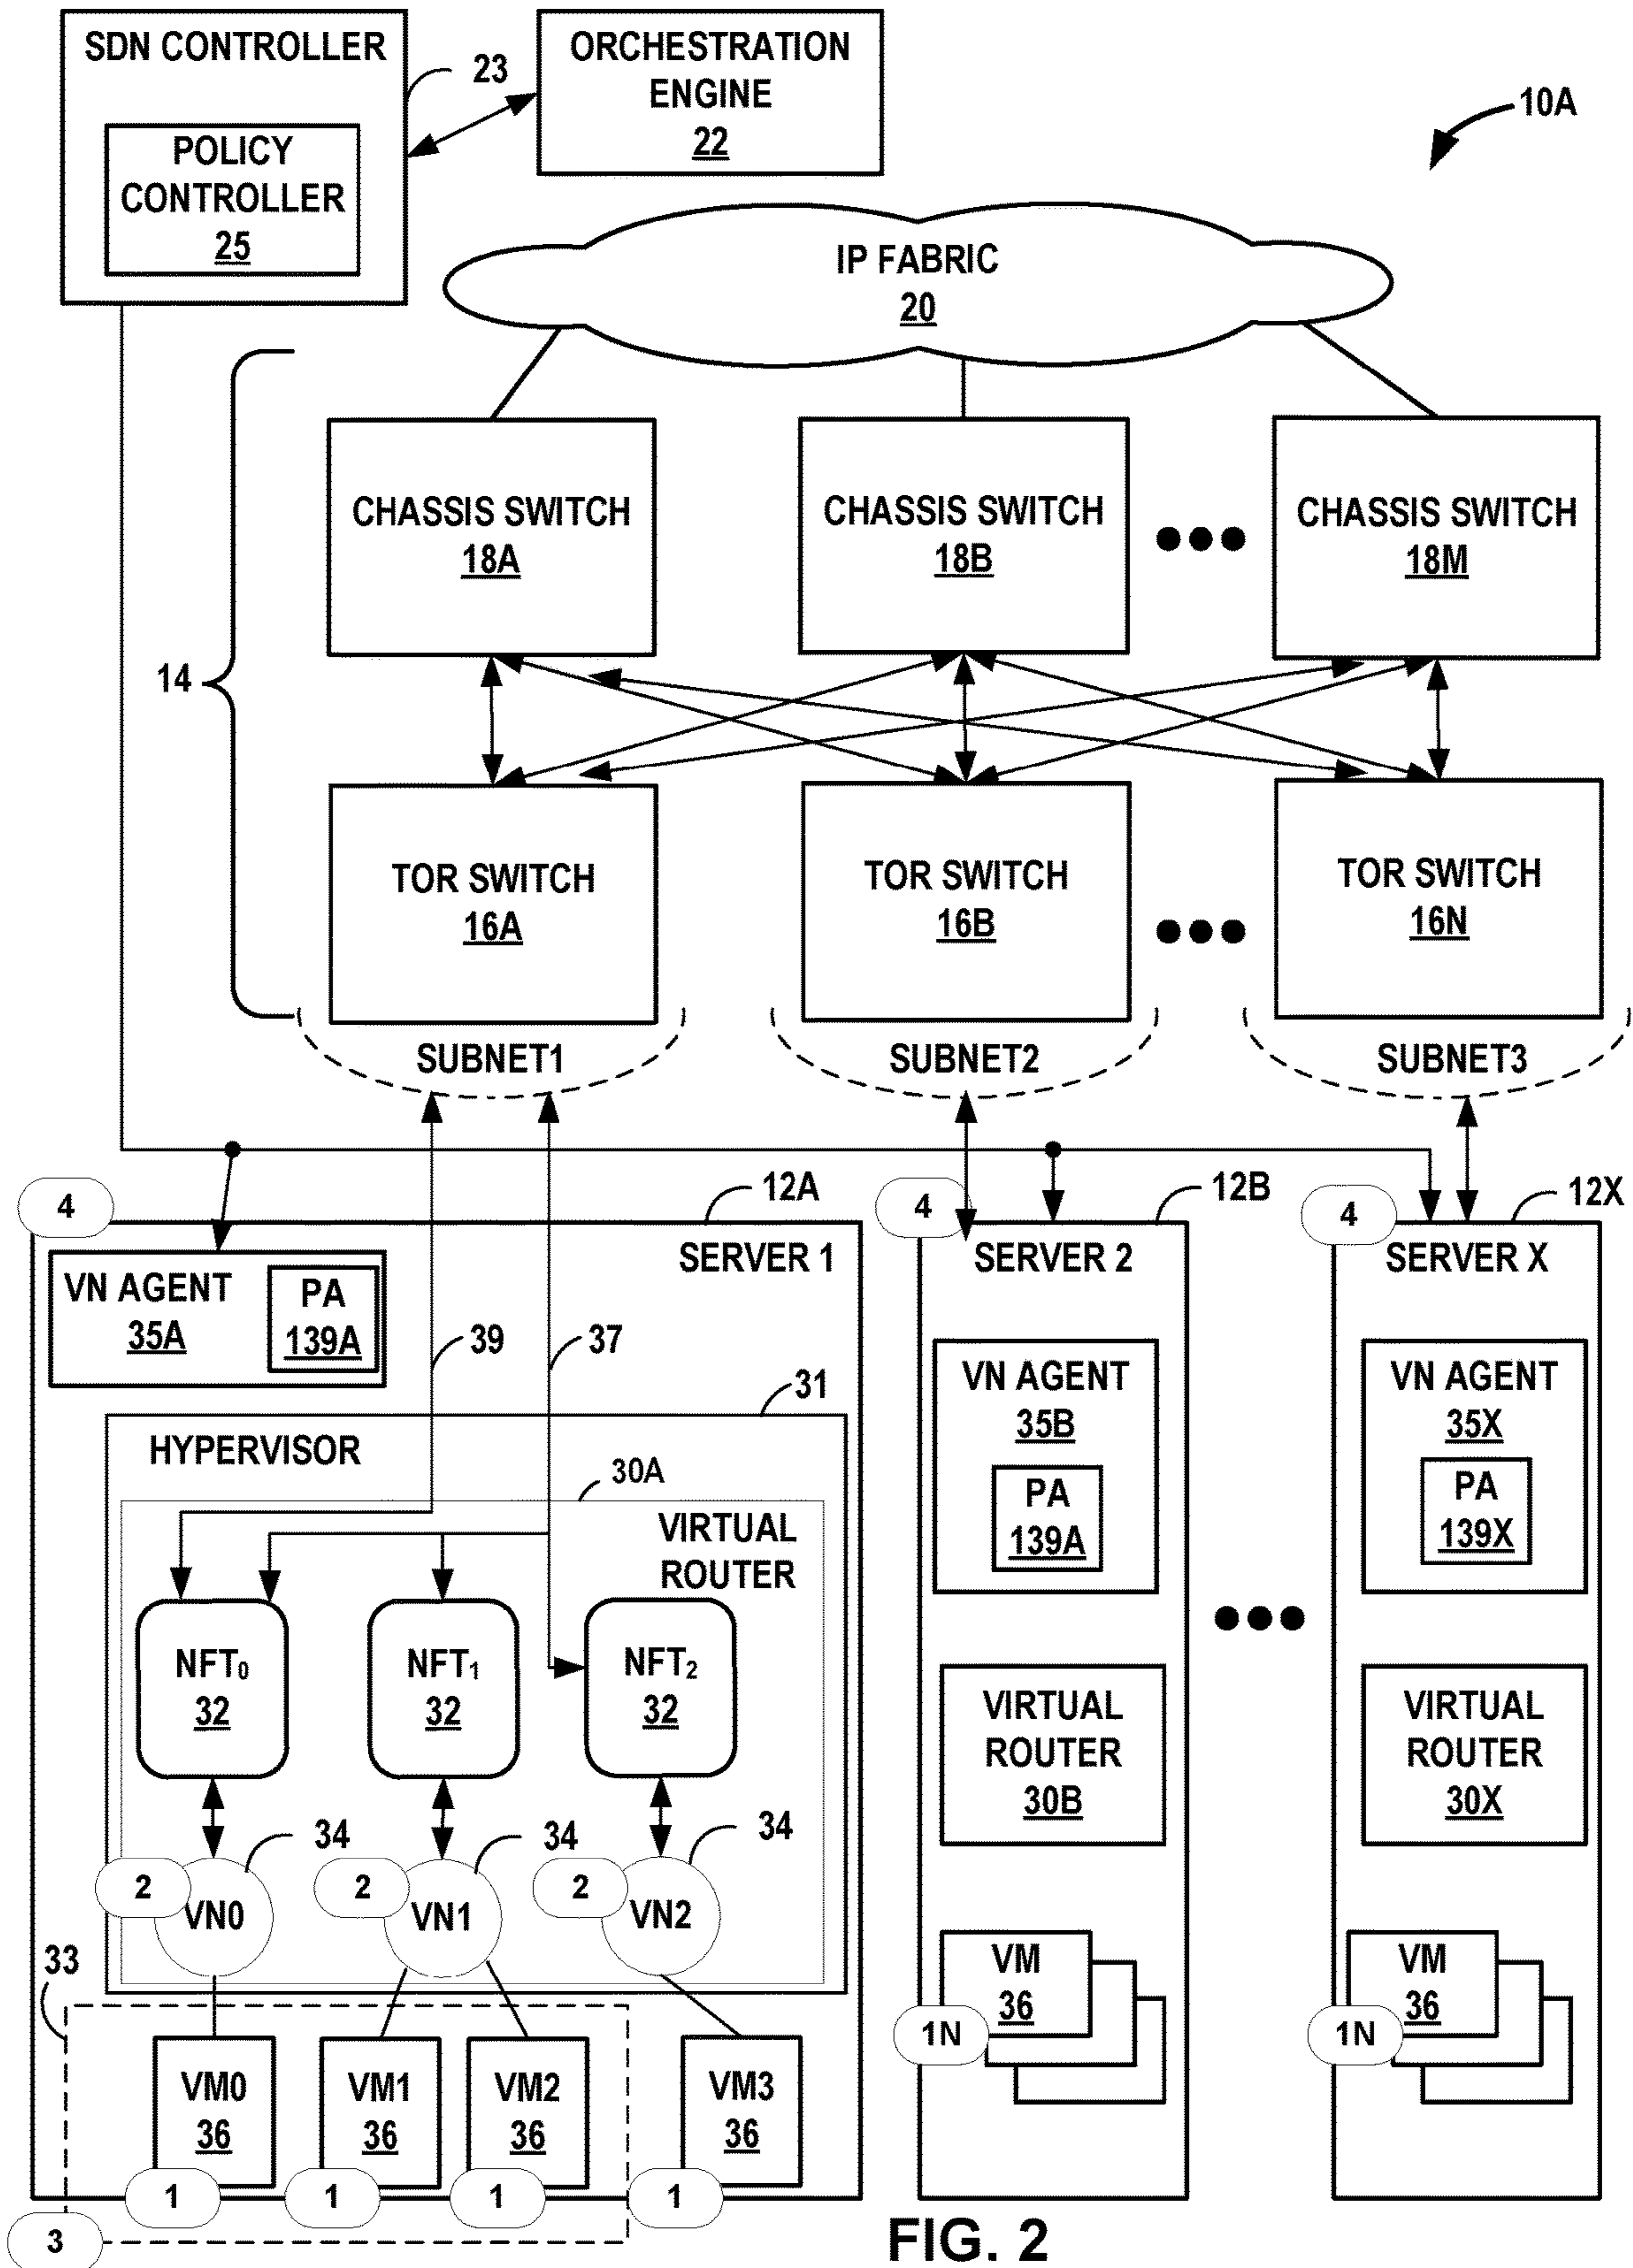 SDN CONTROLLER
POLICY
CONTROLLER
25
23
ORCHESTRATION
ENGINE
22
10A
IP FABRIC
20
14
CHASSIS SWITCH
18A
CHASSIS SWITCH
18B
CHASSIS SWITCH
18M
TOR SWITCH
16A
TOR SWITCH
16B
TOR SWITCH
16N
SUBNET1
SUBNET2
SUBNET3
4
12A
SERVER 1
VN AGENT
35A
PA
139A
39
37
31
HYPERVISOR
30A
VIRTUAL
ROUTER
NFT₀
32
NFT₁
32
NFT₂
32
34
34
34
2
VN0
2
VN1
2
VN2
33
VM0
36
VM1
36
VM2
36
VM3
36
1
1
1
1
3
4
12B
SERVER 2
VN AGENT
35B
PA
139A
VIRTUAL
ROUTER
30B
VM
36
1N
4
12X
SERVER X
VN AGENT
35X
PA
139X
VIRTUAL
ROUTER
30X
VM
36
1N
FIG. 2